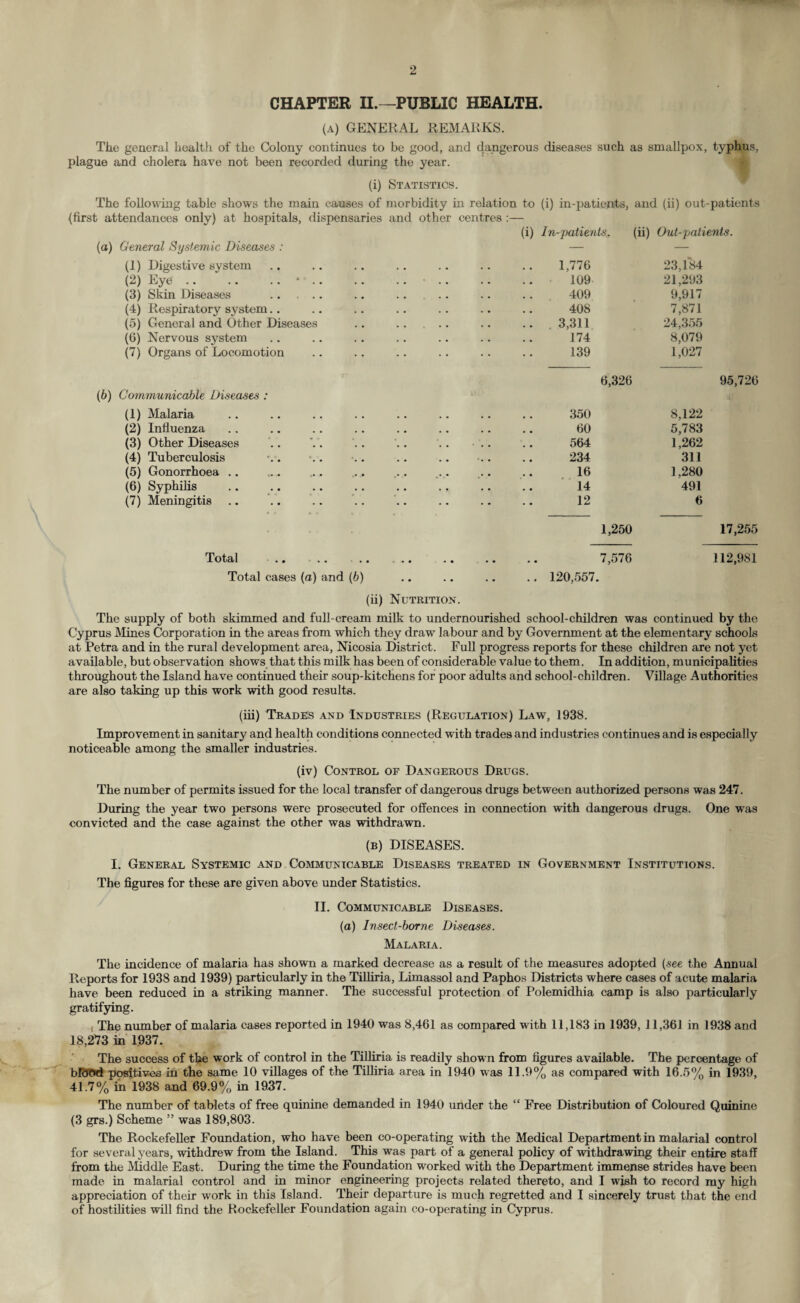 2
CHAPTER II.—PUBLIC HEALTH.
(A) GENERAL REMARKS.
The general health of the Colony continues to be good, and dangerous diseases such as smallpox, typhus,
plague and cholera have not been recorded during the year.
(i) STATISTICS.
The following table shows the main causes of morbidity in relation to (i) in-patients, and (ii) out-patients
(first attendances only) at hospitals, dispensaries and other centres :—
(i) In-patients. (ii) Out-patients.
(a) General Systemic Diseases : — —
(1) Digestive system .. .. .. .. .. .. .. 1,776 23,184
(2) Eye .. .. .. .. .. .. .. .. .. 109 21,293
(3) Skin Diseases .. .. .. .. .. .. .. 409 9,917
(4) Respiratory system.. .. .. .. .. .. .. 408 7,871
(5) General and Other Diseases .. .. .. .. .. 3,311 24,355
(6) Nervous system .. .. .. .. .. .. .. 174 8,079
(7) Organs of Locomotion .. .. .. .. .. .. 139 1,027
6,326 95,726
(b) Communicable Diseases :
(1) Malaria .. .. .. .. .. .. .. .. 350 8,122
(2) Influenza .. .. .. .. .. .. .. .. 60 5,783
(3) Other Diseases .. .. .. .. .. .. .. 564 1,262
(4) Tuberculosis .. .. .. .. .. .. .. 234 311
(5) Gonorrhoea .. .. .. .. .. .. .. .. 16 1,280
(6) Syphilis .. .. .. .. .. .. .. .. 14 491
(7) Meningitis .. .. .. .. .. .. .. .. 12 6
1,250 17,255
Total .. .. .. .. .. .. .. 7,576 112,981
Total cases (a) and (b) .. .. .. .. 120,557.
(ii) NUTRITION.
The supply of both skimmed and full-cream milk to undernourished school-children was continued by the
Cyprus Mines Corporation in the areas from which they draw labour and by Government at the elementary schools
at Petra and in the rural development area, Nicosia District. Full progress reports for these children are not yet
available, but observation shows that this milk has been of considerable value to them. In addition, municipalities
throughout the Island have continued their soup-kitchens for poor adults and school-children. Village Authorities
are also taking up this work with good results.
(iii) TRADES AND INDUSTRIES (REGULATION) LAW, 1938.
Improvement in sanitary and health conditions connected with trades and industries continues and is especially
noticeable among the smaller industries.
(iv) CONTROL OF DANGEROUS DRUGS.
The number of permits issued for the local transfer of dangerous drugs between authorized persons was 247.
During the year two persons were prosecuted for offences in connection with dangerous drugs. One was
convicted and the case against the other was withdrawn.
(B) DISEASES.
I. GENERAL SYSTEMIC AND COMMUNICABLE DISEASES TREATED IN GOVERNMENT INSTITUTIONS.
The figures for these are given above under Statistics.
II. COMMUNICABLE DISEASES.
(a) Insect-borne Diseases.
MALARIA.
The incidence of malaria has shown a marked decrease as a result of the measures adopted (see the Annual
Reports for 1938 and 1939) particularly in the Tilliria, Limassol and Paphos Districts where cases of acute malaria
have been reduced in a striking manner. The successful protection of Polemidhia camp is also particularly
gratifying.
The number of malaria cases reported in 1940 was 8,461 as compared with 11,183 in 1939, 11,361 in 1938 and
18,273 in 1937.
The success of the work of control in the Tilliria is readily shown from figures available. The percentage of
blood positives in the same 10 villages of the Tilliria area in 1940 was 11.9% as compared with 16.5% in 1939,
41.7% in 1938 and 69.9% in 1937.
The number of tablets of free quinine demanded in 1940 under the “ Free Distribution of Coloured Quinine
(3 grs.) Scheme ” was 189,803.
The Rockefeller Foundation, who have been co-operating with the Medical Department in malarial control
for several years, withdrew from the Island. This was part of a general policy of withdrawing their entire staff
from the Middle East. During the time the Foundation worked with the Department immense strides have been
made in malarial control and in minor engineering projects related thereto, and I wish to record my high
appreciation of their work in this Island. Their departure is much regretted and I sincerely trust that the end
of hostilities will find the Rockefeller Foundation again co-operating in Cyprus.